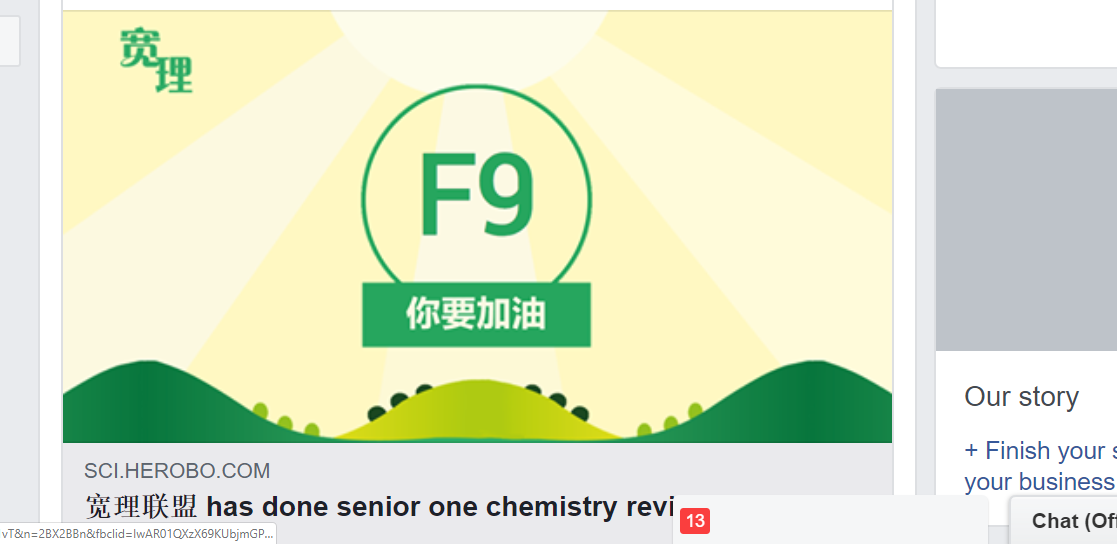 宽
理
F9
你要加油
SCI.HEROBO.COM
宽理联盟 has done senior one chemistry revi
vT&n=2BX2BBn&fbclid=IwAR01QXzX69KUbjmGP...
13
Our story
+ Finish your s
your business
Chat (Off